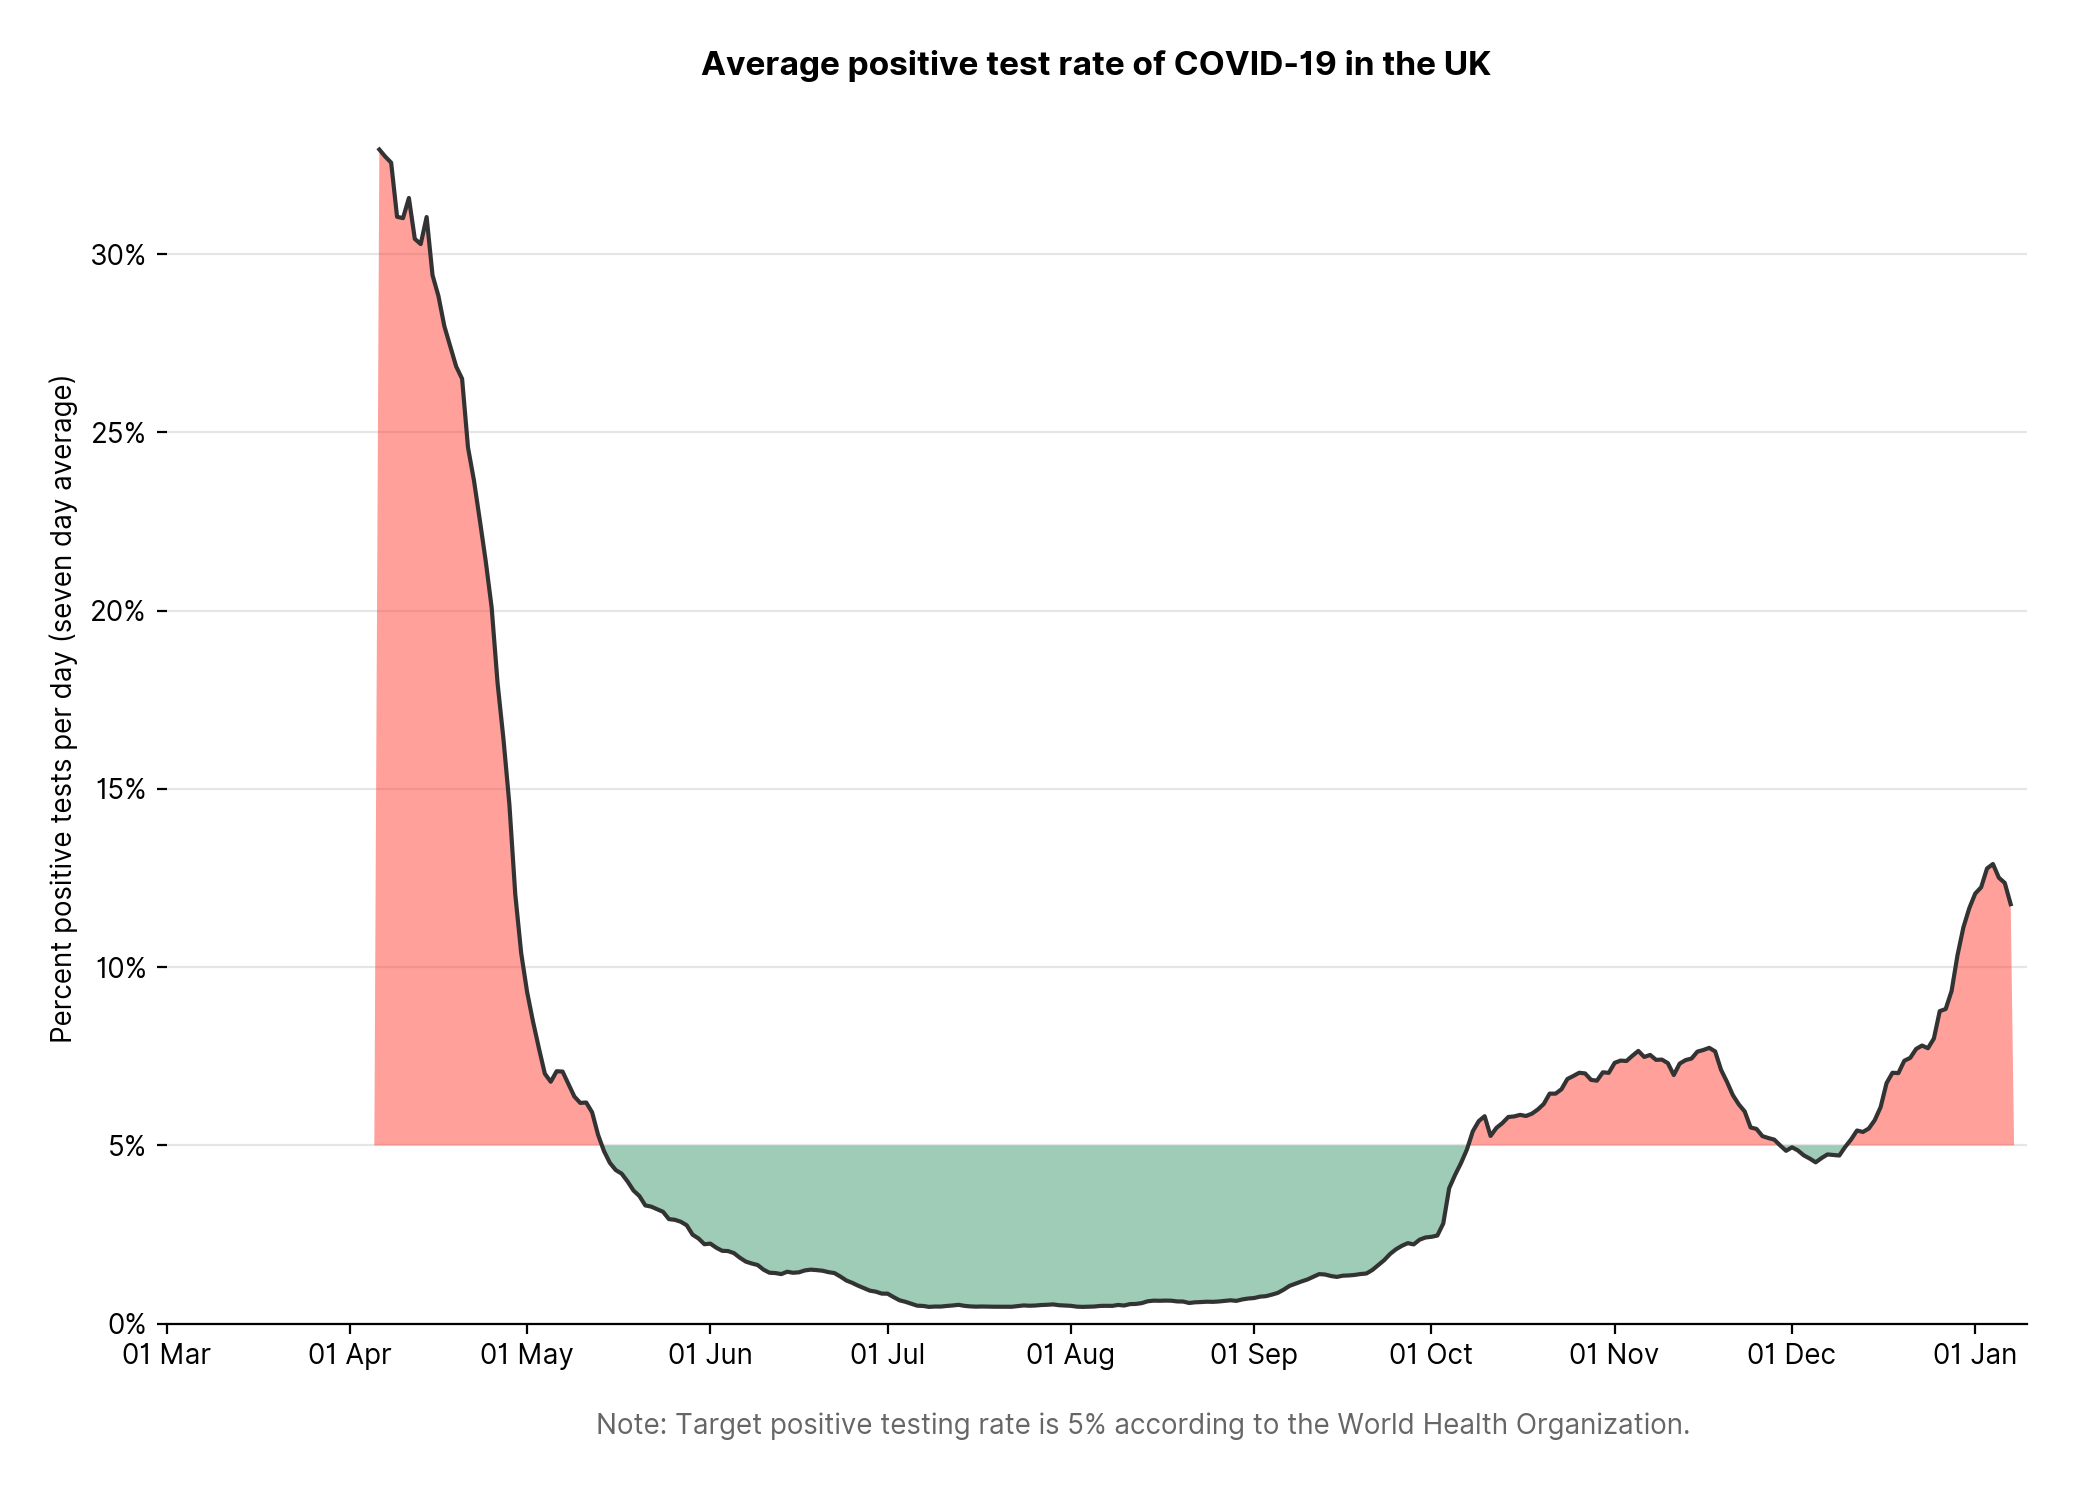 Average positive test rate of COVID-19 in the UK
Percent positive tests per day (seven day average)
30%
25%
20%
15%
10%
5%
0%
01 Mar
01 Apr
01 May
01 Jun
01 Jul
01 Aug
01 Sep
01 Oct
01 Nov
01 Dec
01 Jan
Note: Target positive testing rate is 5% according to the World Health Organization.